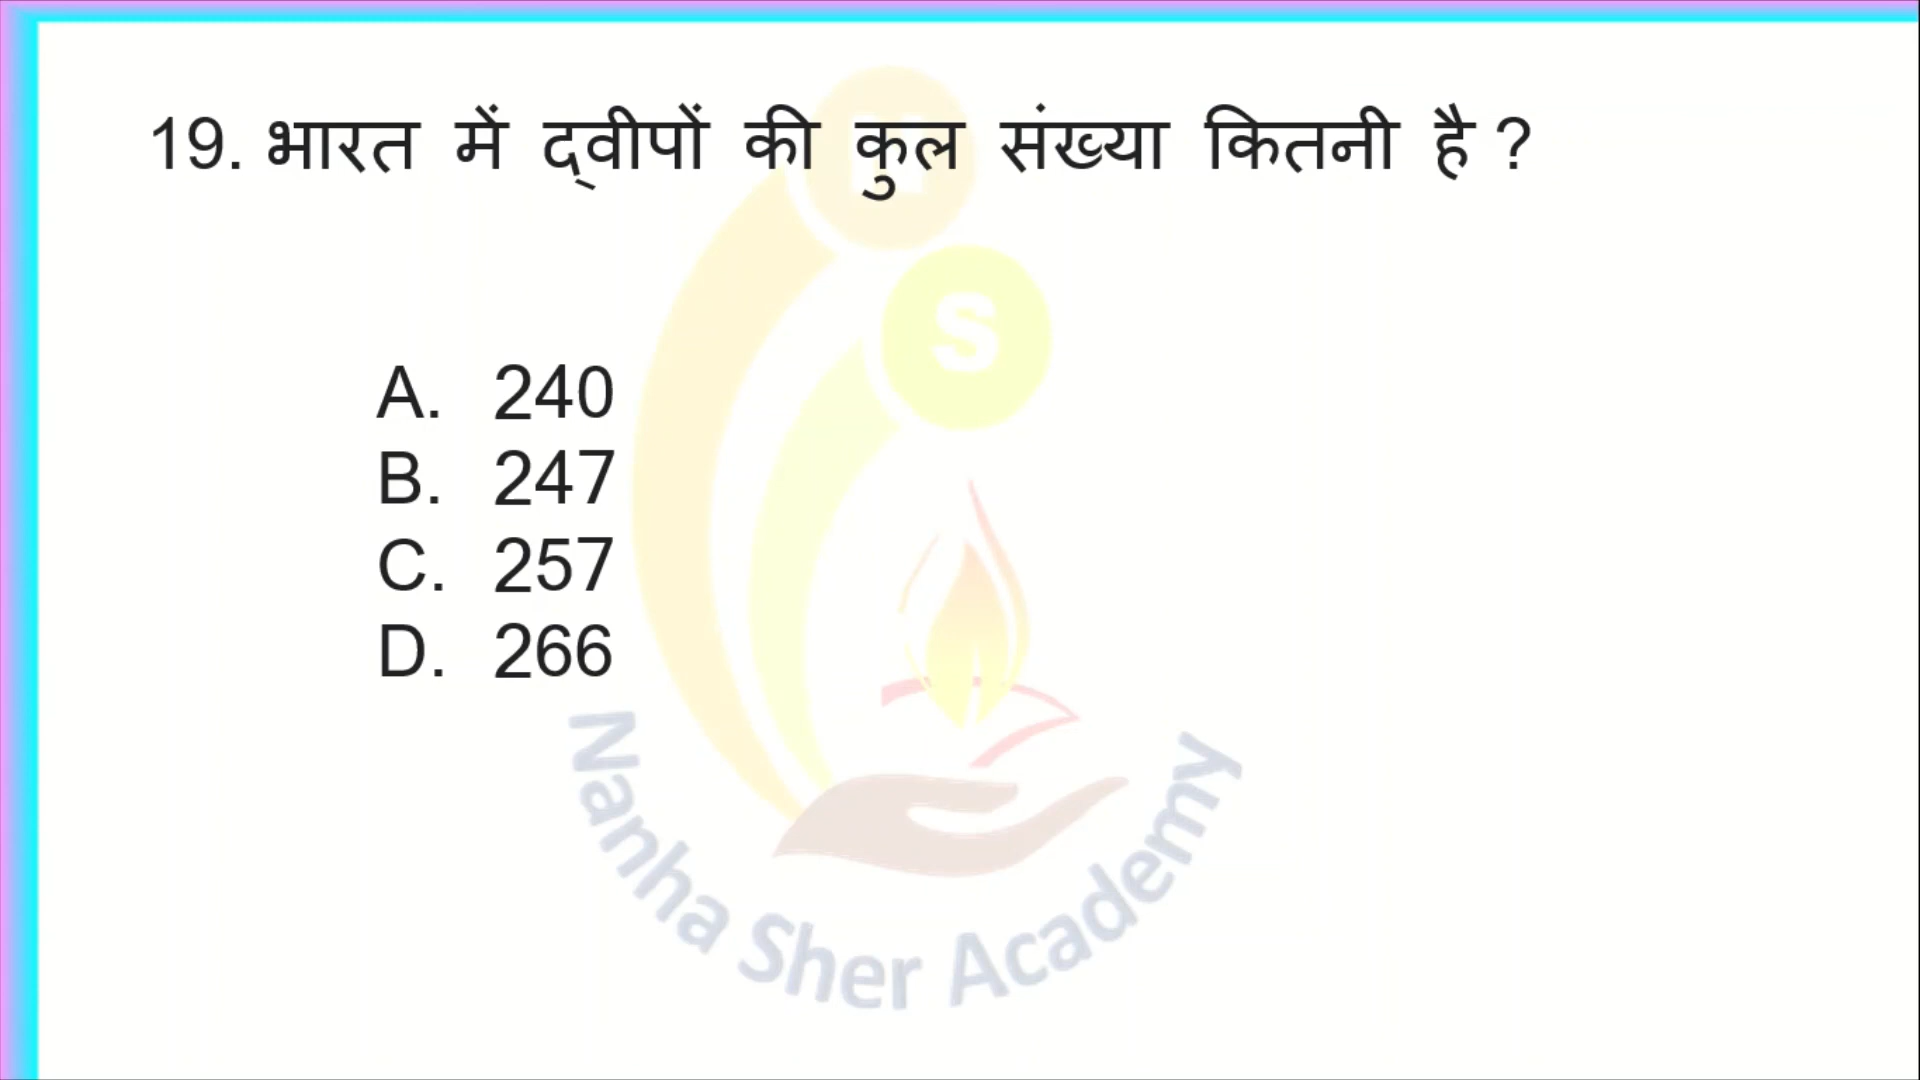 19. भारत में द्वीपों की कुल संख्या कितनी है ?
A. 240
B. 247
C. 257
D. 266
N
S
Nanha Sher Academy